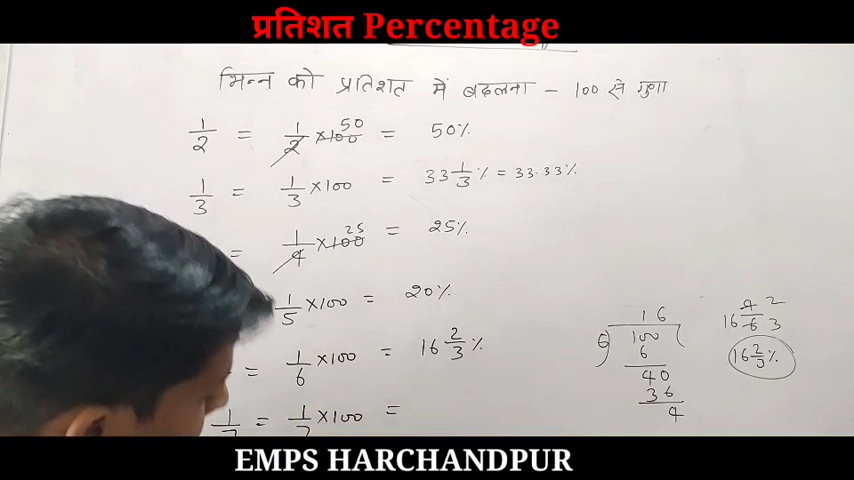 प्रतिशत Percentage
भिन्न को प्रतिशत में बदलना - 100 से गुणा
1/2 = 1/2 × 100 50 = 50%
1/3 = 1/3 × 100 = 33 1/3 % = 33.33%
= 1/4 × 100 25 = 25%
1/5 × 100 = 20%
= 1/6 × 100 = 16 2/3 %
1/7 = 1/7 × 100 =
16
6) 100 (
6
40
36
4
16 4/6 2 3
16 2/3 %
EMPS HARCHANDPUR